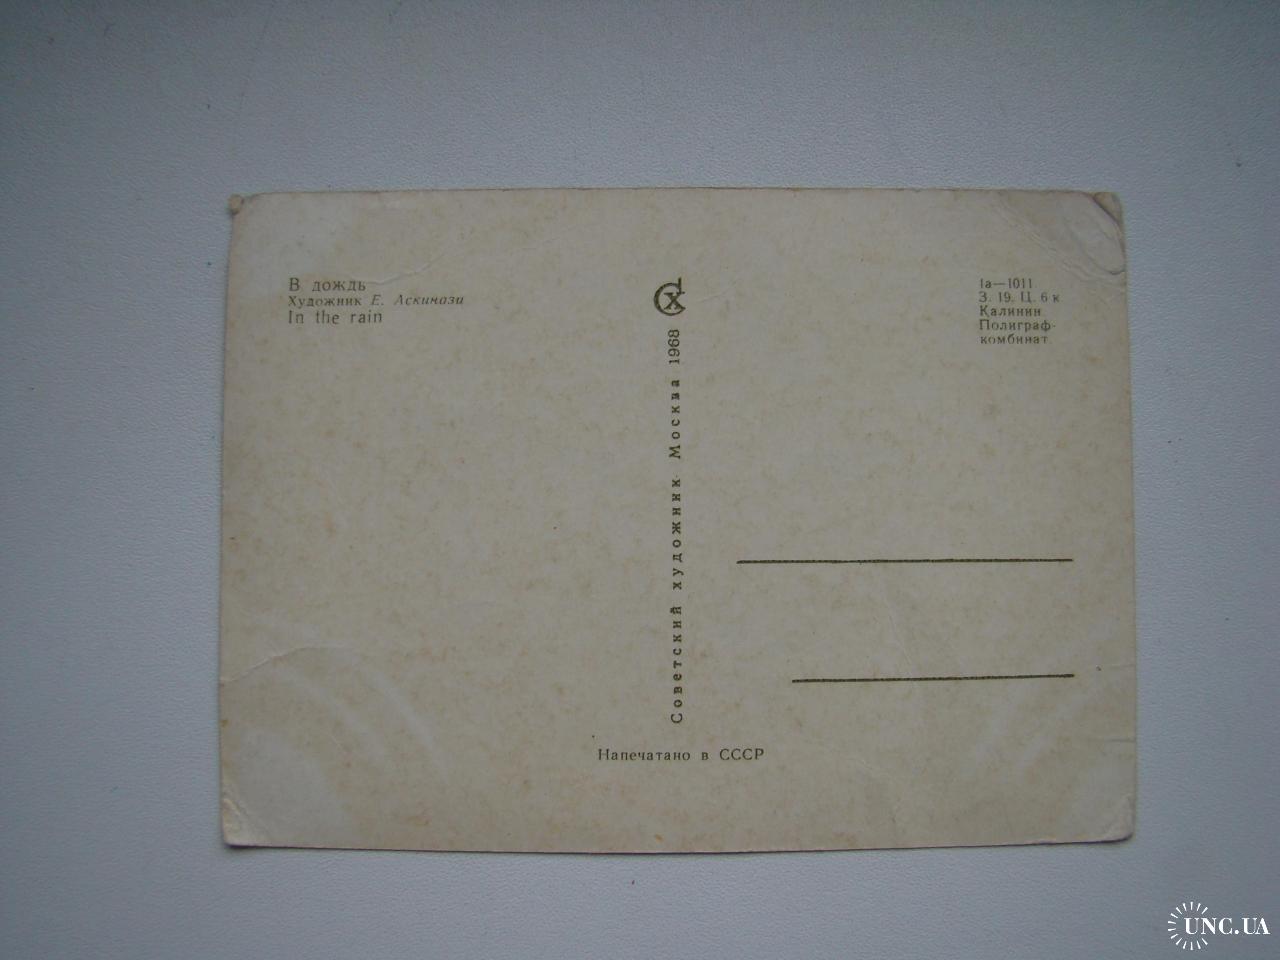 В дождь
Художник Е. Аскинази
In the rain
СХ
Советский художник Москва 1968
1а—1011
З. 19. Ц. 6 к
Калинин
Полиграф-
комбинат.
Напечатано в СССР
UNC.UA